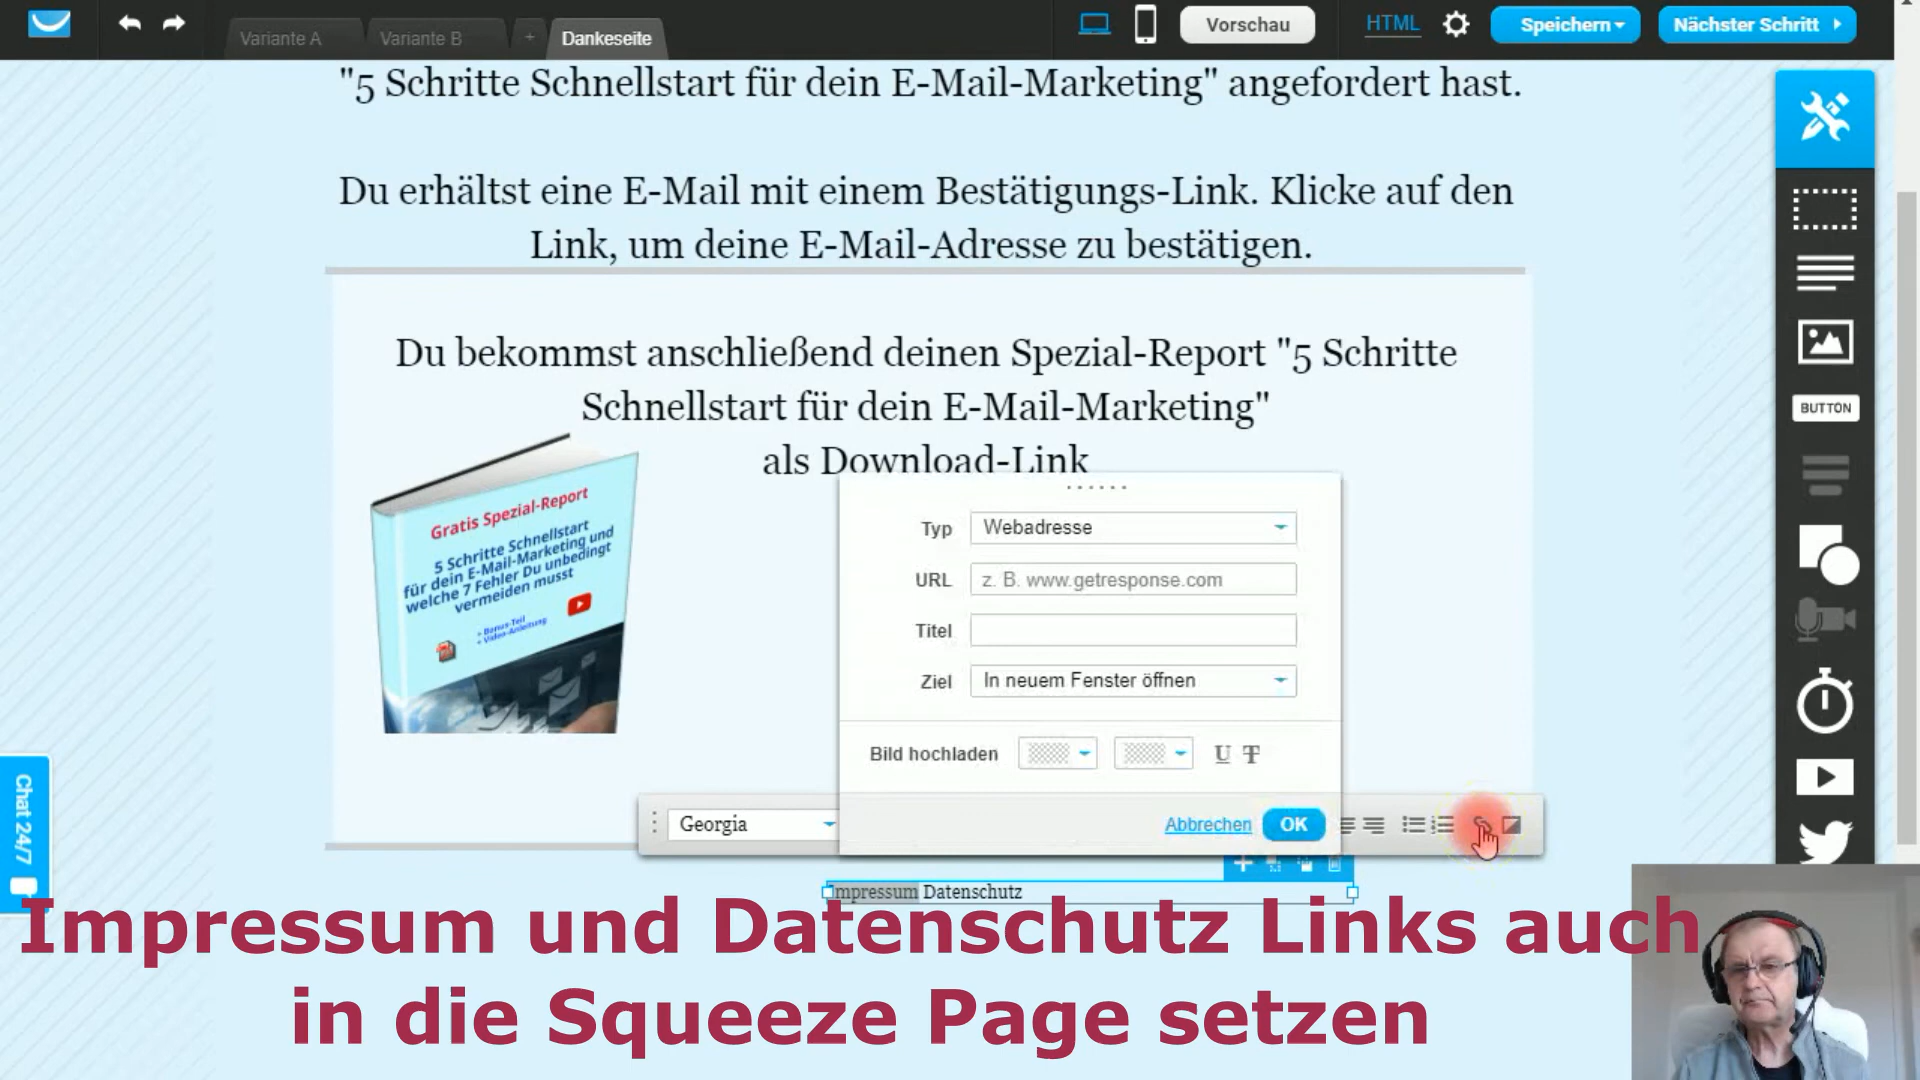 Variante A
Variante B
+
Dankeseite
Vorschau
HTML
Speichern
Nächster Schritt
"5 Schritte Schnellstart für dein E-Mail-Marketing" angefordert hast.
Du erhältst eine E-Mail mit einem Bestätigungs-Link. Klicke auf den
Link, um deine E-Mail-Adresse zu bestätigen.
Du bekommst anschließend deinen Spezial-Report "5 Schritte
Schnellstart für dein E-Mail-Marketing"
als Download-Link
Gratis Spezial-Report
5 Schritte Schnellstart
für dein E-Mail-Marketing und
welche 7 Fehler Du unbedingt
vermeiden musst
+ Bonus-Teil
+ Video-Anleitung
Typ Webadresse
URL z. B. www.getresponse.com
Titel
Ziel In neuem Fenster öffnen
Bild hochladen U T
Abbrechen OK
Georgia
BUTTON
Chat 24/7
Impressum Datenschutz
Impressum und Datenschutz Links auch
in die Squeeze Page setzen